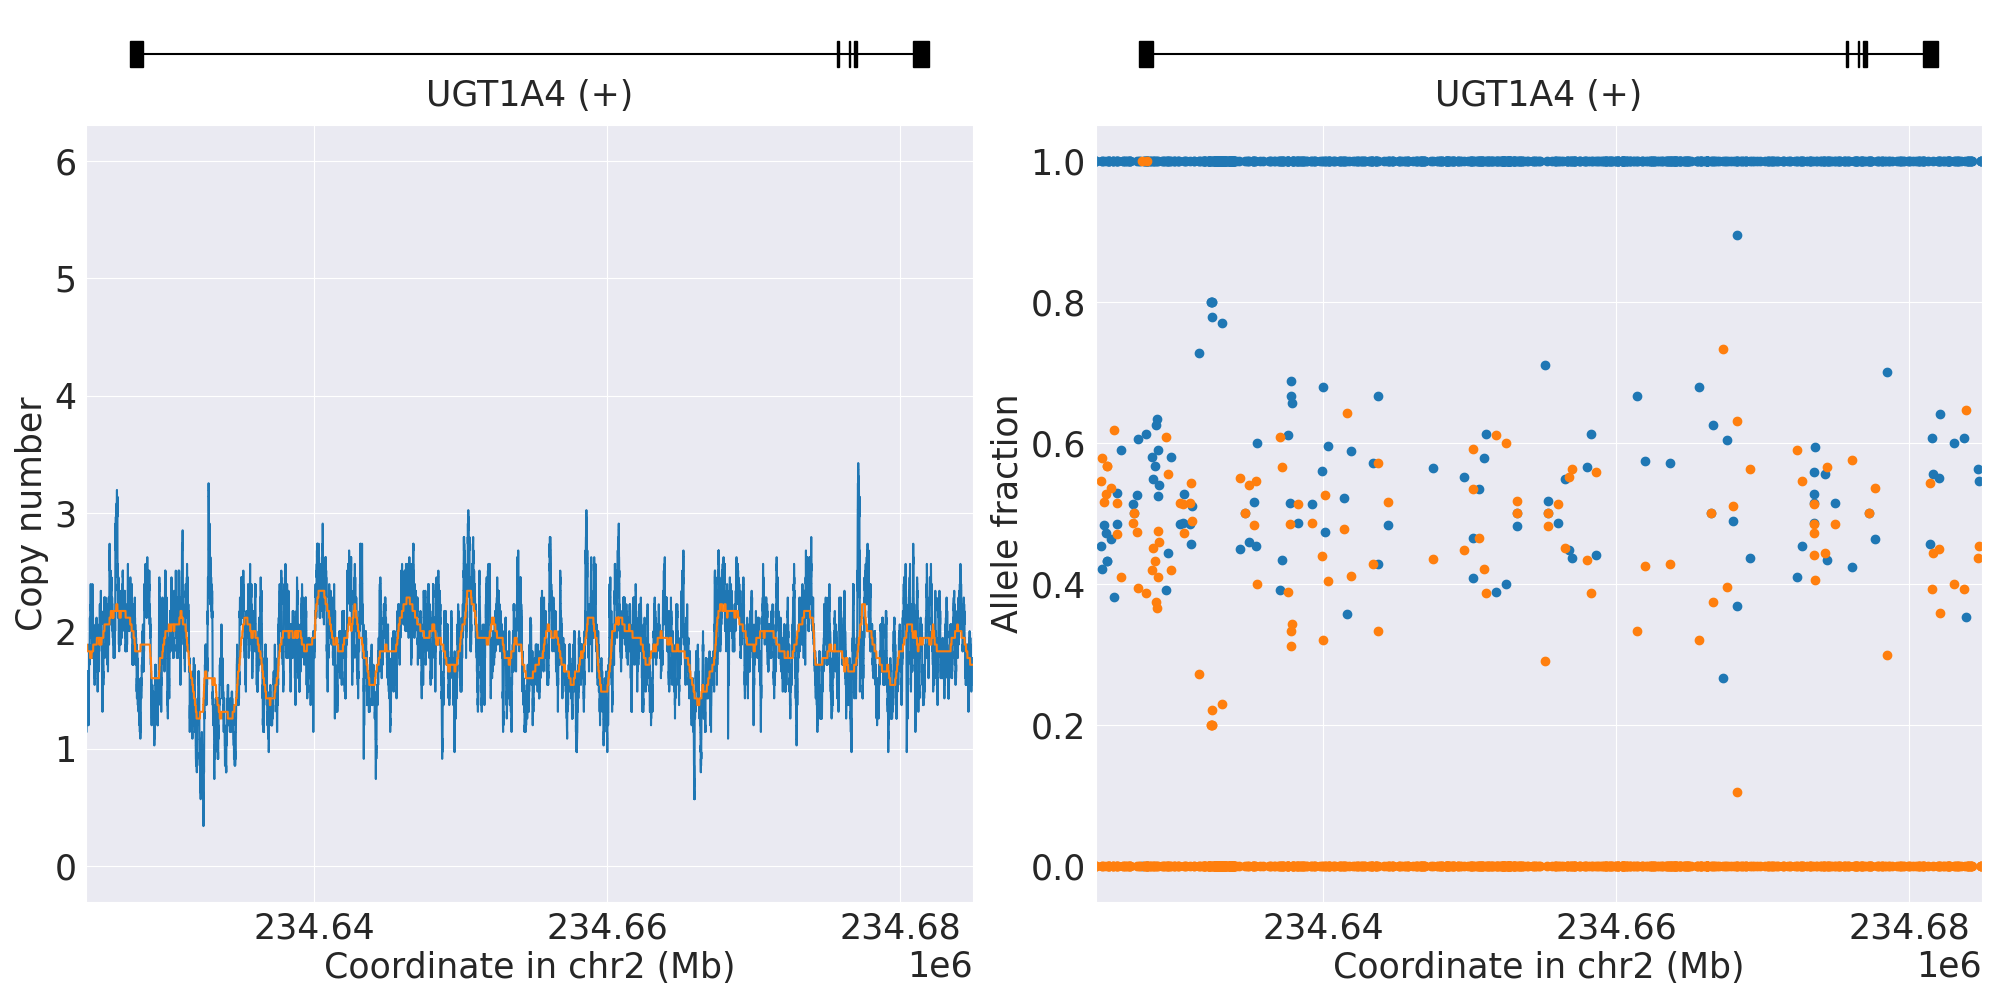 UGT1A4 (+)
6
5
4
3
2
1
0
Copy number
234.64
234.66
234.68
1e6
Coordinate in chr2 (Mb)
UGT1A4 (+)
1.0
0.8
0.6
0.4
0.2
0.0
Allele fraction
234.64
234.66
234.68
1e6
Coordinate in chr2 (Mb)